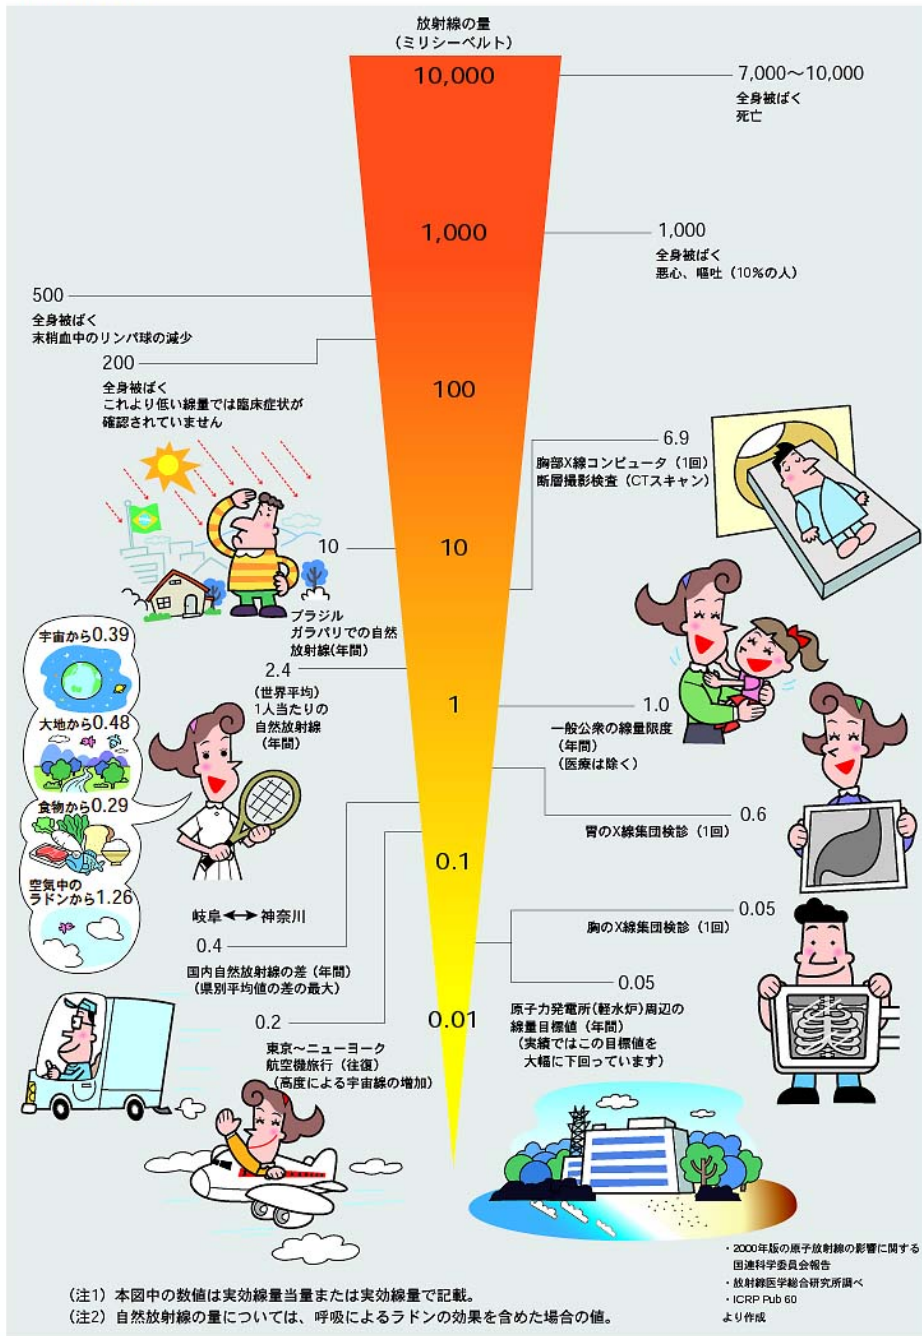 放射線の量
(ミリシーベルト)
10,000
7,000〜10,000
全身被ばく
死亡
1,000
1,000
全身被ばく
悪心、嘔吐(10%の人)
500
全身被ばく
末梢血中のリンパ球の減少
200
全身被ばく
これより低い線量では臨床症状が
確認されていません
100
6.9
胸部X線コンピュータ(1回)
断層撮影検査(CTスキャン)
10
10
ブラジル
ガラパリでの自然
放射線(年間)
宇宙から0.39
大地から0.48
食物から0.29
空気中の
ラドンから1.26
2.4
(世界平均)
1人当たりの
自然放射線
(年間)
1
1.0
一般公衆の線量限度
(年間)
(医療は除く)
0.6
胃のX線集団検診(1回)
0.1
岐阜⟷神奈川
0.4
国内自然放射線の差(年間)
(県別平均値の差の最大)
0.05
胸のX線集団検診(1回)
0.05
原子力発電所(軽水炉)周辺の
線量目標値(年間)
(実績ではこの目標値を
大幅に下回っています)
0.01
0.2
東京〜ニューヨーク
航空機旅行(往復)
(高度による宇宙線の増加)
・2000年版の原子放射線の影響に関する
国連科学委員会報告
・放射線医学総合研究所調べ
・ICRP Pub 60
より作成
(注1)本図中の数値は実効線量当量または実効線量で記載。
(注2)自然放射線の量については、呼吸によるラドンの効果を含めた場合の値。